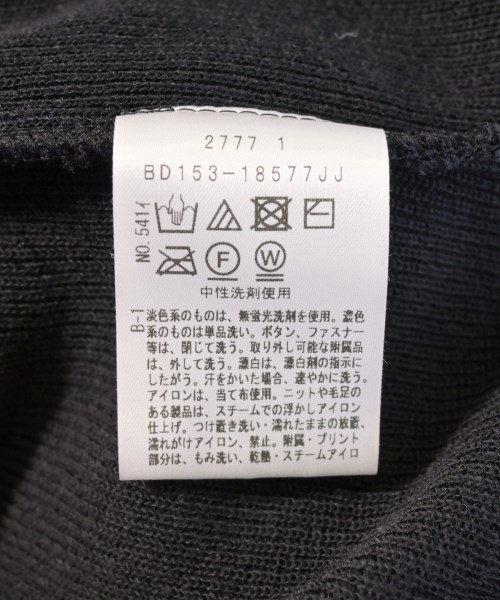 2777 1
BD153-18577JJ
NO.541イ
F W
中性洗剤使用
B-1
淡色系のものは、無蛍光洗剤を使用。濃色
系のものは単品洗い。ボタン、ファスナー
等は、閉じて洗う。取り外し可能な附属品
は、外して洗う。漂白は、漂白剤の指示に
したがう。汗をかいた場合、速やかに洗う。
アイロンは、当て布使用。ニットや毛足の
ある製品は、スチームでの浮かしアイロン
仕上げ。つけ置き洗い・濡れたままの放置、
濡れがけアイロン、禁止。附属・プリント
部分は、もみ洗い、乾熱・スチームアイロ